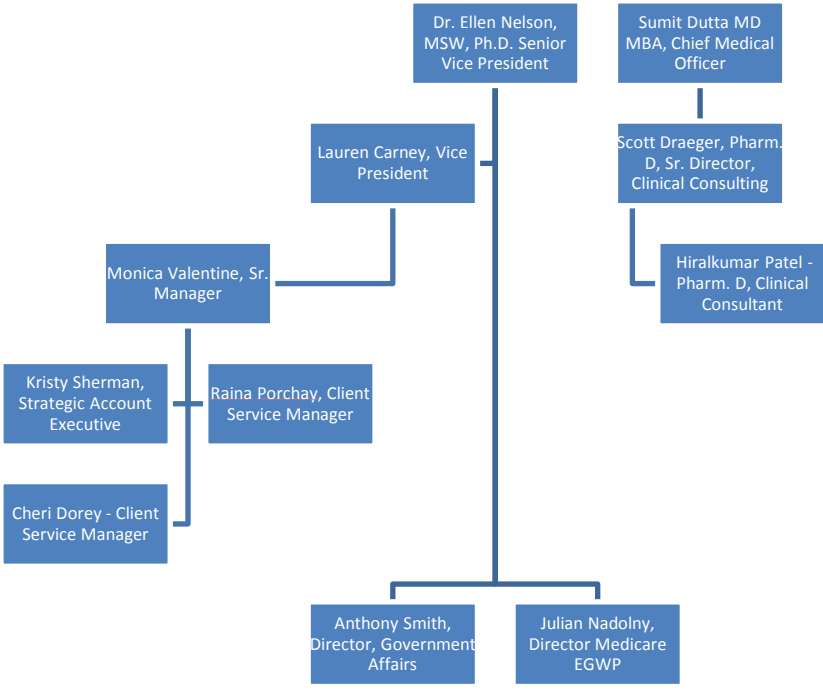 Dr. Ellen Nelson,
MSW, Ph.D. Senior
Vice President
Sumit Dutta MD
MBA, Chief Medical
Officer
Lauren Carney, Vice
President
Scott Draeger, Pharm.
D, Sr. Director,
Clinical Consulting
Monica Valentine, Sr.
Manager
Hiralkumar Patel -
Pharm. D, Clinical
Consultant
Kristy Sherman,
Strategic Account
Executive
Raina Porchay, Client
Service Manager
Cheri Dorey - Client
Service Manager
Anthony Smith,
Director, Government
Affairs
Julian Nadolny,
Director Medicare
EGWP